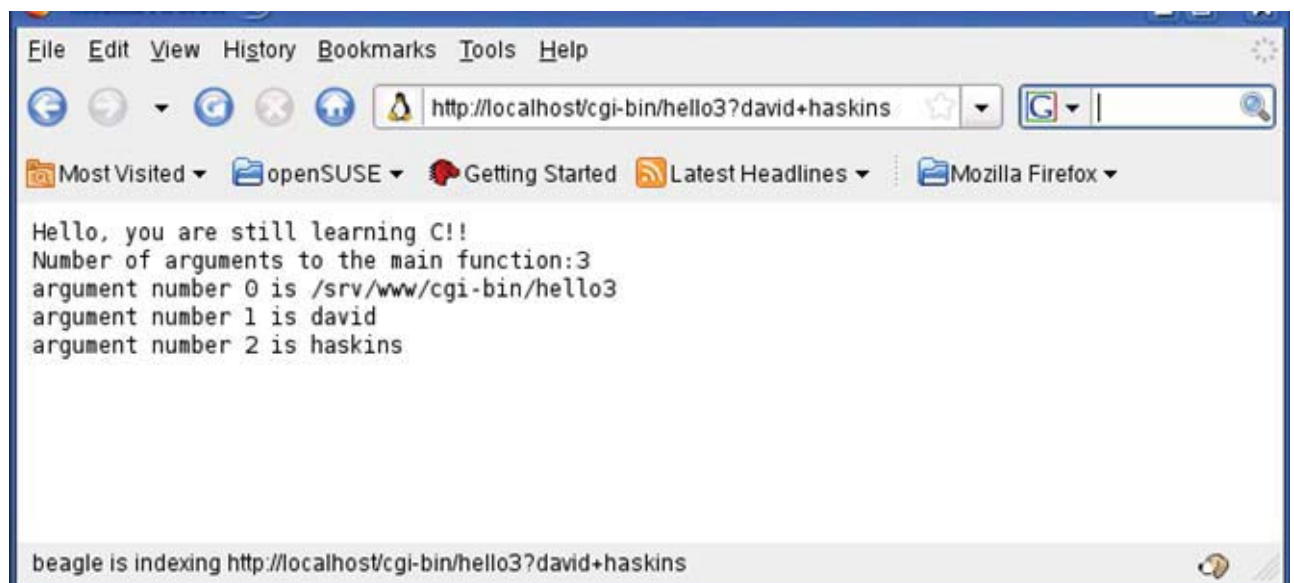 File Edit View History Bookmarks Tools Help
http://localhost/cgi-bin/hello3?david+haskins
G
Most Visited openSUSE Getting Started Latest Headlines Mozilla Firefox
Hello, you are still learning C!!
Number of arguments to the main function:3
argument number 0 is /srv/www/cgi-bin/hello3
argument number 1 is david
argument number 2 is haskins
beagle is indexing http://localhost/cgi-bin/hello3?david+haskins